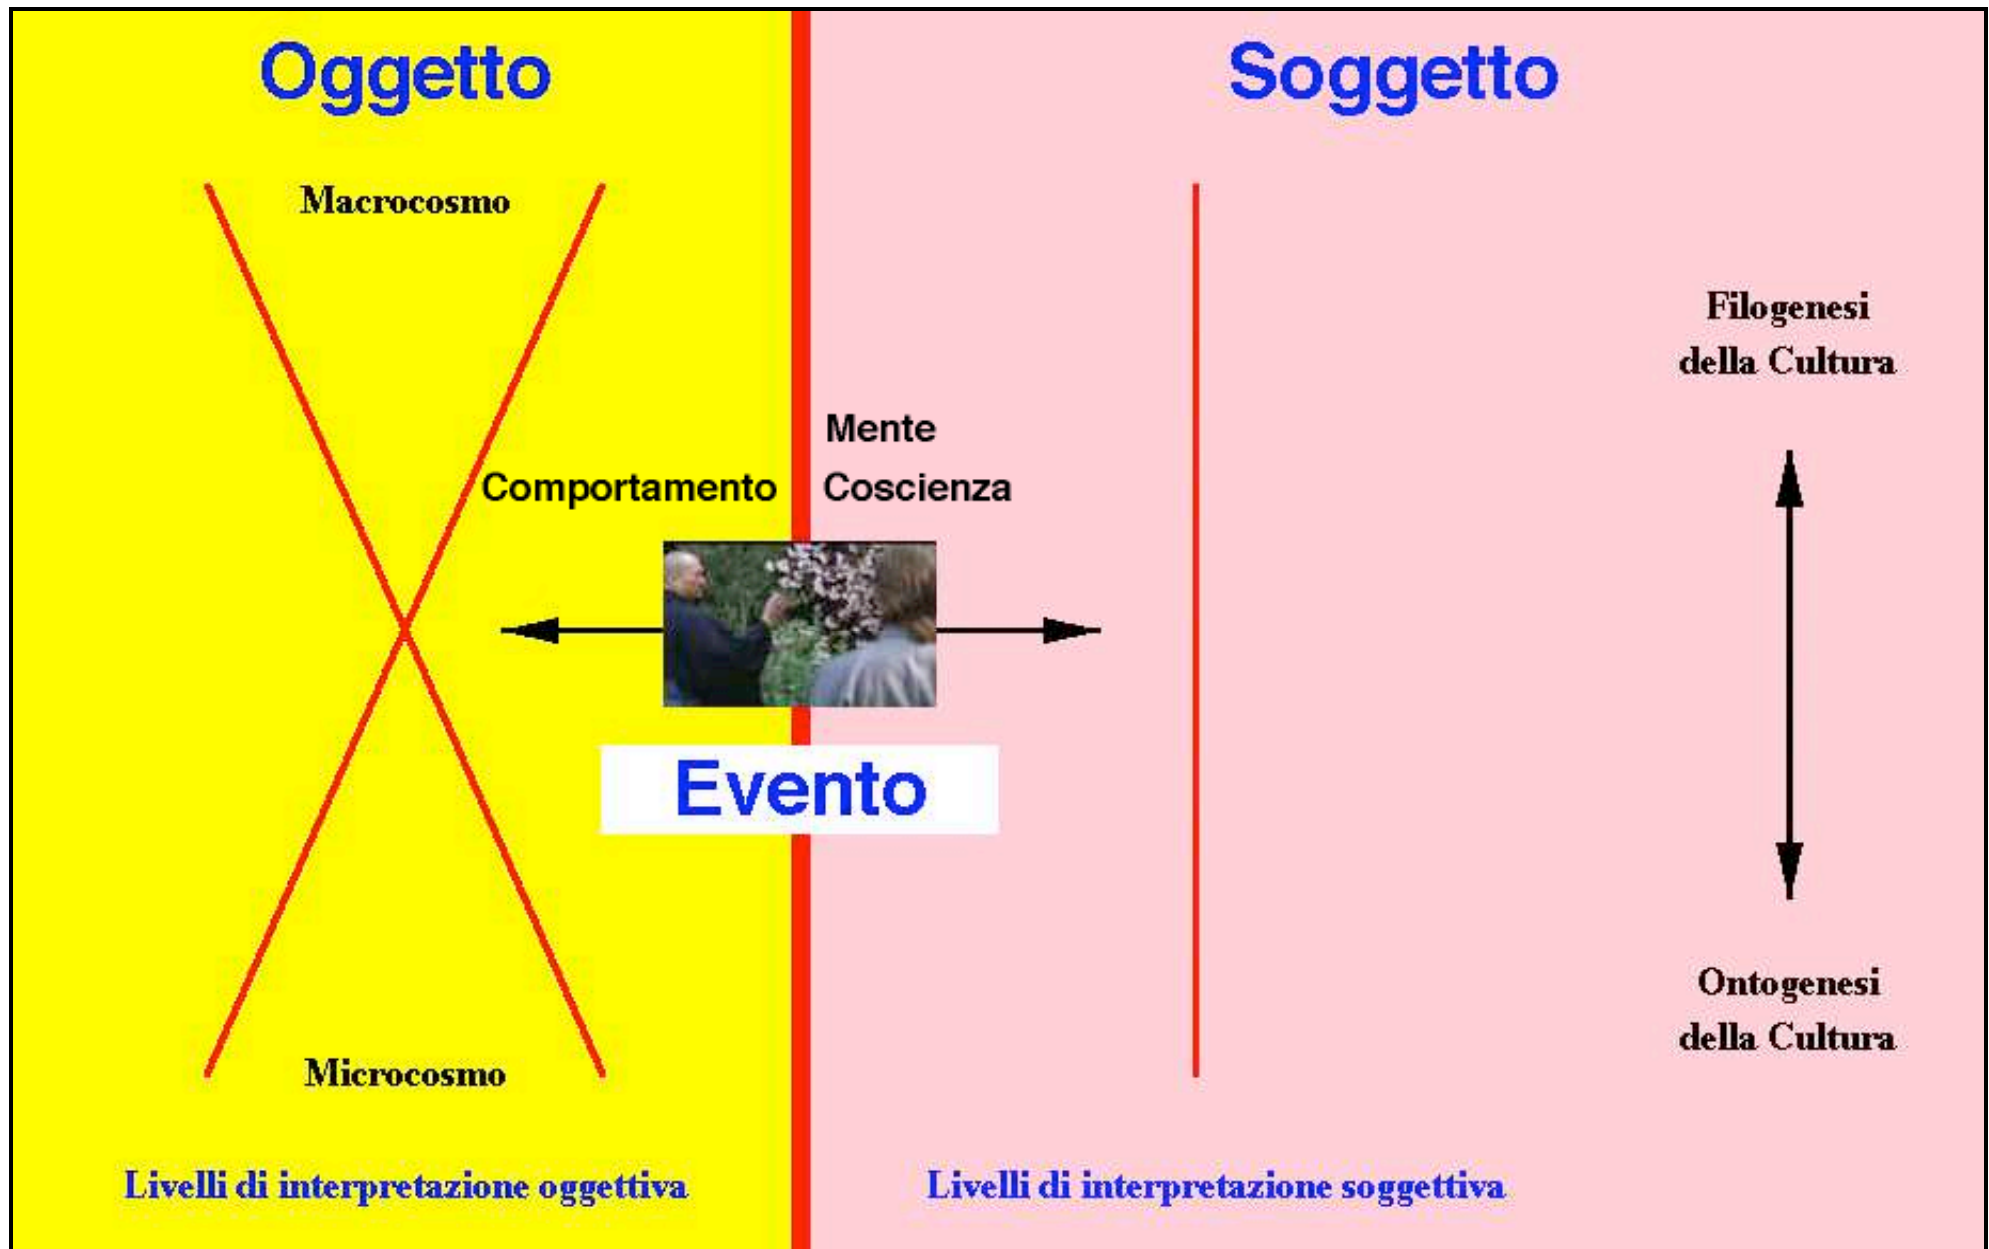 Oggetto
Soggetto
Macrocosmo
Filogenesi
della Cultura
Mente
Comportamento
Coscienza
Evento
Ontogenesi
della Cultura
Microcosmo
Livelli di interpretazione oggettiva
Livelli di interpretazione soggettiva